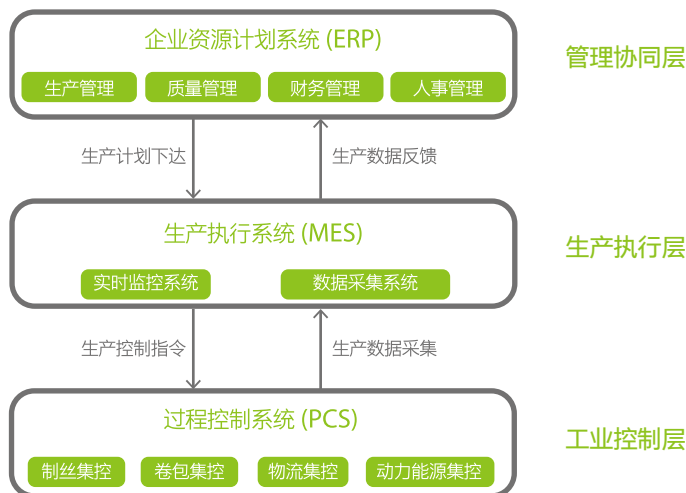 企业资源计划系统 (ERP)
管理协同层
生产管理 质量管理 财务管理 人事管理
生产计划下达 生产数据反馈
生产执行系统 (MES)
生产执行层
实时监控系统 数据采集系统
生产控制指令 生产数据采集
过程控制系统 (PCS)
工业控制层
制丝集控 卷包集控 物流集控 动力能源集控